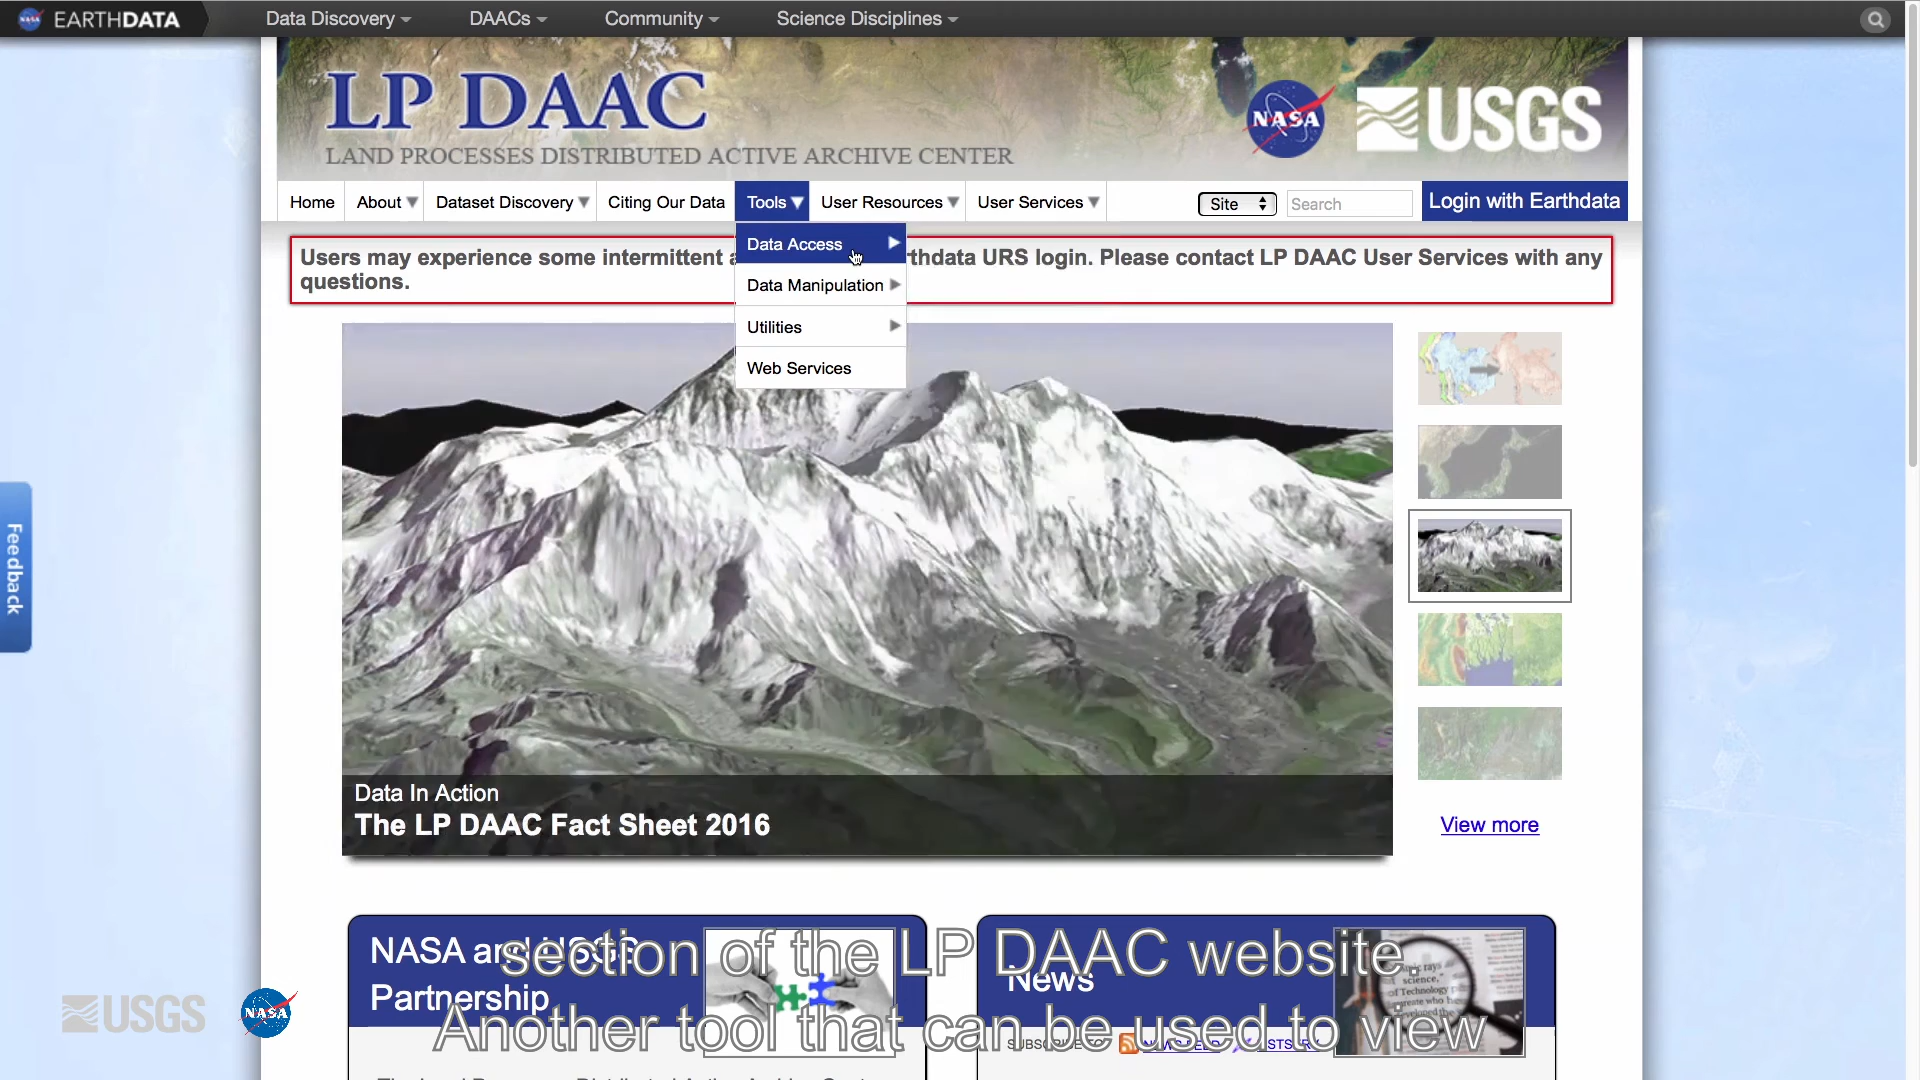 EARTHDATA
Data Discovery
DAACs
Community
Science Disciplines
LP DAAC
LAND PROCESSES DISTRIBUTED ACTIVE ARCHIVE CENTER
NASA
USGS
Home
About
Dataset Discovery
Citing Our Data
Tools
User Resources
User Services
Site
Search
Login with Earthdata
Data Access
Data Manipulation
Utilities
Web Services
Users may experience some intermittent thdata URS login. Please contact LP DAAC User Services with any
questions.
Feedback
Data In Action
The LP DAAC Fact Sheet 2016
View more
NASA and USGS
Partnership
News
section of the LP DAAC website.
Another tool that can be used to view
USGS
NASA